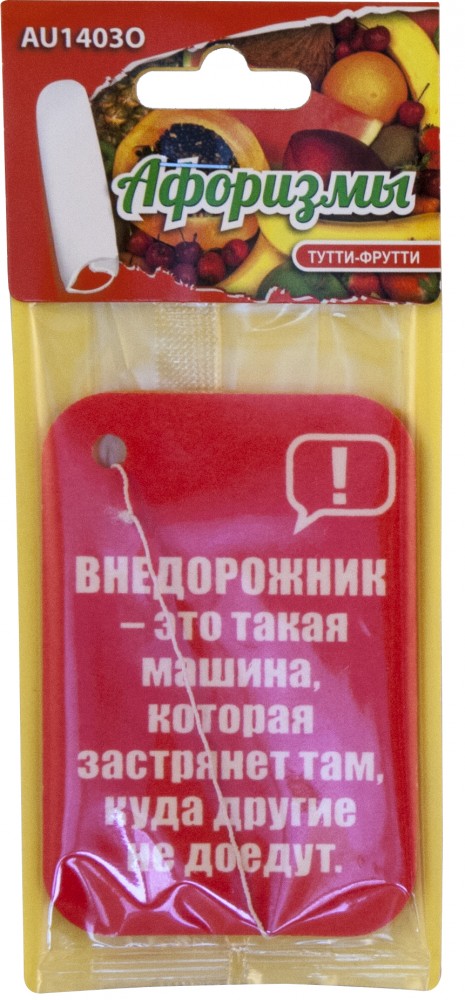 AU1403O
Афоризмы
ТУТТИ-ФРУТТИ
!
ВНЕДОРОЖНИК
– это такая
машина,
которая
застрянет там,
куда другие
не доедут.